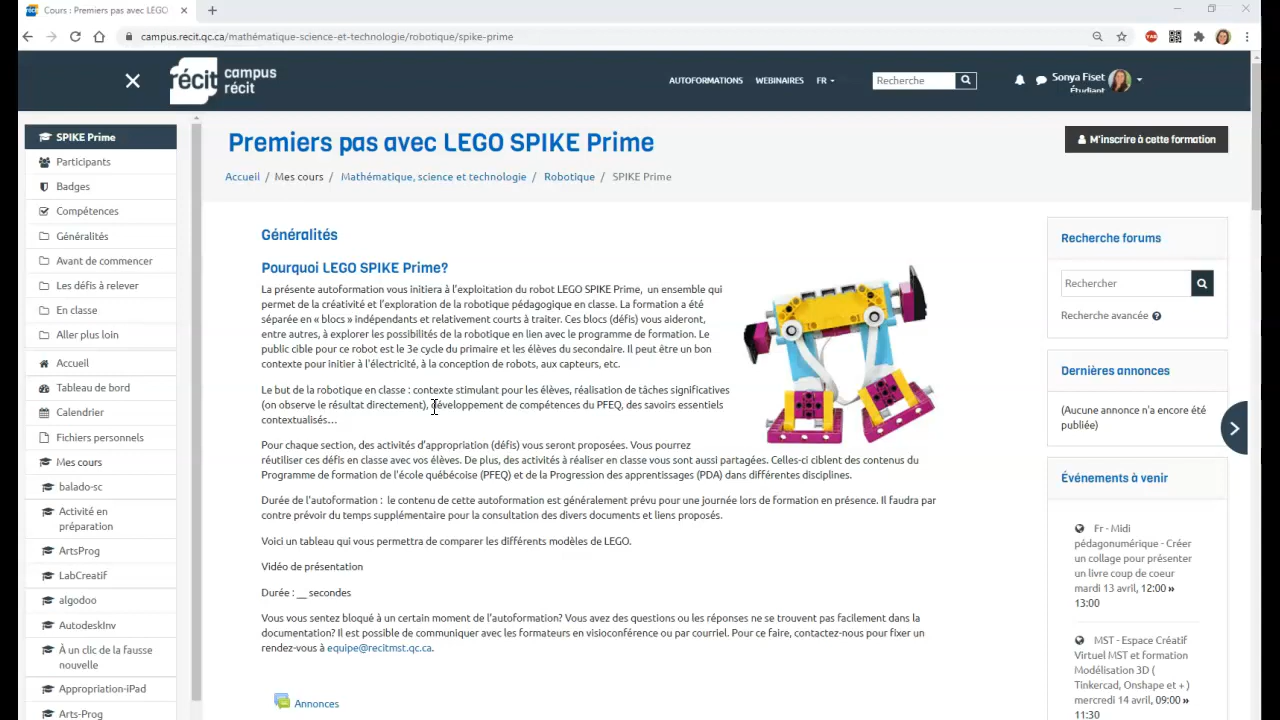 Cours : Premiers pas avec LEGO
campus.recit.qc.ca/mathématique-science-et-technologie/robotique/spike-prime
récit campus récit
AUTOFORMATIONS WEBINAIRES FR
Recherche
Sonya Fiset
Étudiant
SPIKE Prime
Participants
Badges
Compétences
Généralités
Avant de commencer
Les défis à relever
En classe
Aller plus loin
Accueil
Tableau de bord
Calendrier
Fichiers personnels
Mes cours
balado-sc
Activité en
préparation
ArtsProg
LabCreatif
algodoo
AutodeskInv
À un clic de la fausse
nouvelle
Appropriation-iPad
Arts-Prog
Premiers pas avec LEGO SPIKE Prime
M'inscrire à cette formation
Accueil / Mes cours / Mathématique, science et technologie / Robotique / SPIKE Prime
Généralités
Pourquoi LEGO SPIKE Prime?
La présente autoformation vous initiera à l'exploitation du robot LEGO SPIKE Prime, un ensemble qui
permet de la créativité et l'exploration de la robotique pédagogique en classe. La formation a été
séparée en « blocs » indépendants et relativement courts à traiter. Ces blocs (défis) vous aideront,
entre autres, à explorer les possibilités de la robotique en lien avec le programme de formation. Le
public cible pour ce robot est le 3e cycle du primaire et les élèves du secondaire. Il peut être un bon
contexte pour initier à l'électricité, à la conception de robots, aux capteurs, etc.
Le but de la robotique en classe : contexte stimulant pour les élèves, réalisation de tâches significatives
(on observe le résultat directement), développement de compétences du PFEQ, des savoirs essentiels
contextualisés…
Pour chaque section, des activités d'appropriation (défis) vous seront proposées. Vous pourrez
réutiliser ces défis en classe avec vos élèves. De plus, des activités à réaliser en classe vous sont aussi partagées. Celles-ci ciblent des contenus du
Programme de formation de l'école québécoise (PFEQ) et de la Progression des apprentissages (PDA) dans différentes disciplines.
Durée de l'autoformation : le contenu de cette autoformation est généralement prévu pour une journée lors de formation en présence. Il faudra par
contre prévoir du temps supplémentaire pour la consultation des divers documents et liens proposés.
Voici un tableau qui vous permettra de comparer les différents modèles de LEGO.
Vidéo de présentation
Durée : __ secondes
Vous vous sentez bloqué à un certain moment de l'autoformation? Vous avez des questions ou les réponses ne se trouvent pas facilement dans la
documentation? Il est possible de communiquer avec les formateurs en visioconférence ou par courriel. Pour ce faire, contactez-nous pour fixer un
rendez-vous à equipe@recitmst.qc.ca.
Annonces
Recherche forums
Rechercher
Recherche avancée
Dernières annonces
(Aucune annonce n'a encore été
publiée)
Événements à venir
Fr - Midi
pédagonumérique - Créer
un collage pour présenter
un livre coup de coeur
mardi 13 avril, 12:00 »
13:00
MST - Espace Créatif
Virtuel MST et formation
Modélisation 3D (
Tinkercad, Onshape et + )
mercredi 14 avril, 09:00 »
11:30